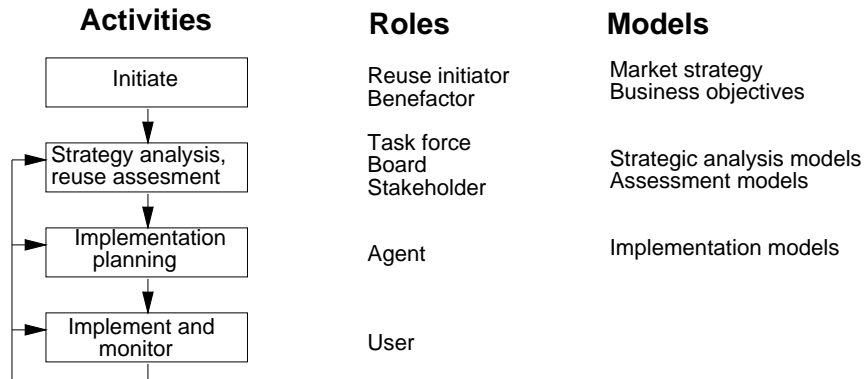 Activities
Roles
Models
Initiate
Reuse initiator
Benefactor
Market strategy
Business objectives
Strategy analysis,
reuse assesment
Task force
Board
Stakeholder
Strategic analysis models
Assessment models
Implementation
planning
Agent
Implementation models
Implement and
monitor
User